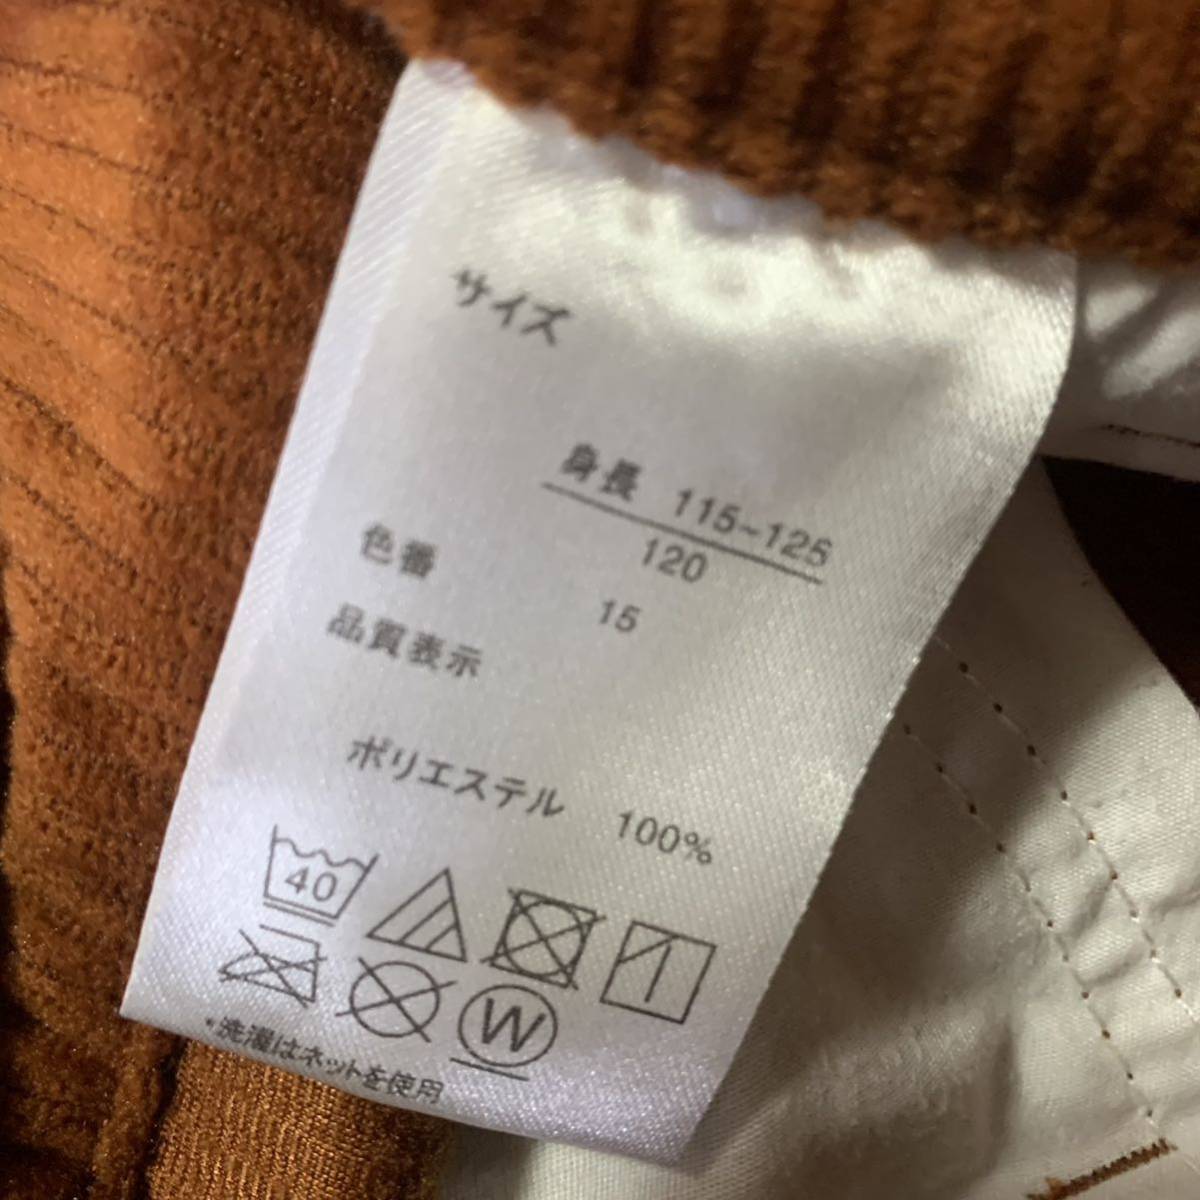 サイズ
身長 115~125
120
色番 15
品質表示
ポリエステル 100%
40
W
*洗濯はネットを使用